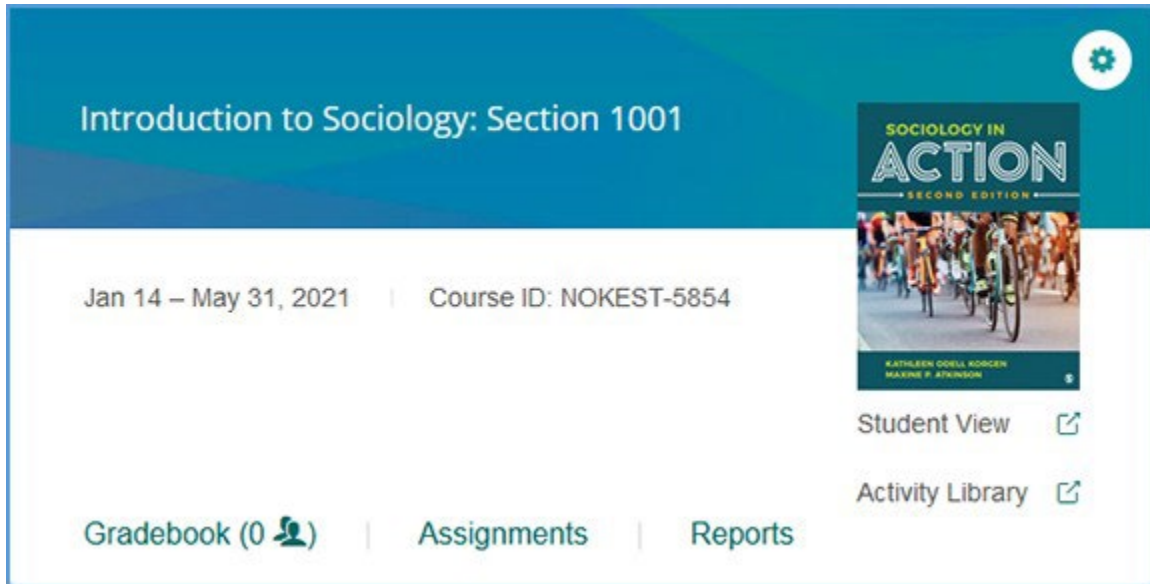 Introduction to Sociology: Section 1001
SOCIOLOGY IN
ACTION
SECOND EDITION
KATHLEEN ODELL KORGEN
MAXINE P. ATKINSON
Jan 14 – May 31, 2021
Course ID: NOKEST-5854
Student View
Activity Library
Gradebook (0 )
Assignments
Reports